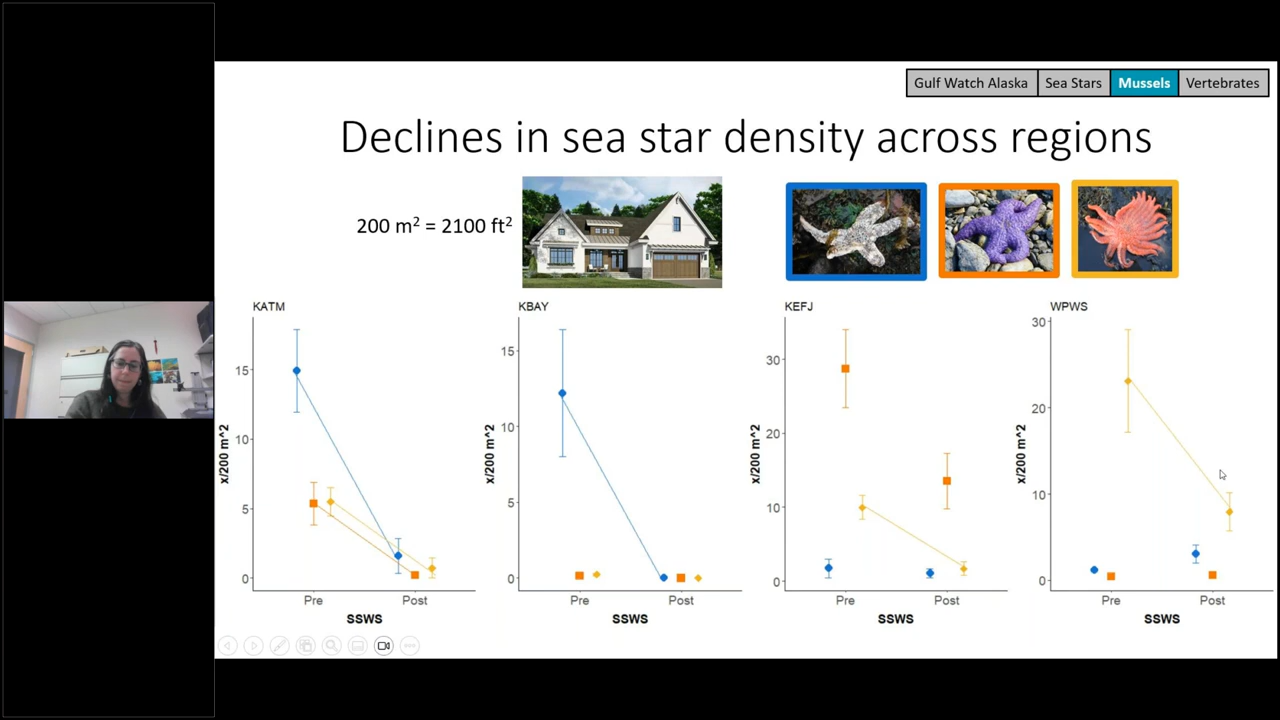 Gulf Watch Alaska Sea Stars Mussels Vertebrates
Declines in sea star density across regions
200 m² = 2100 ft²
KATM
x/200 m^2
15
10
5
0
Pre Post
SSWS
KBAY
x/200 m^2
15
10
5
0
Pre Post
SSWS
KEFJ
x/200 m^2
30
20
10
0
Pre Post
SSWS
WPWS
x/200 m^2
30
20
10
0
Pre Post
SSWS